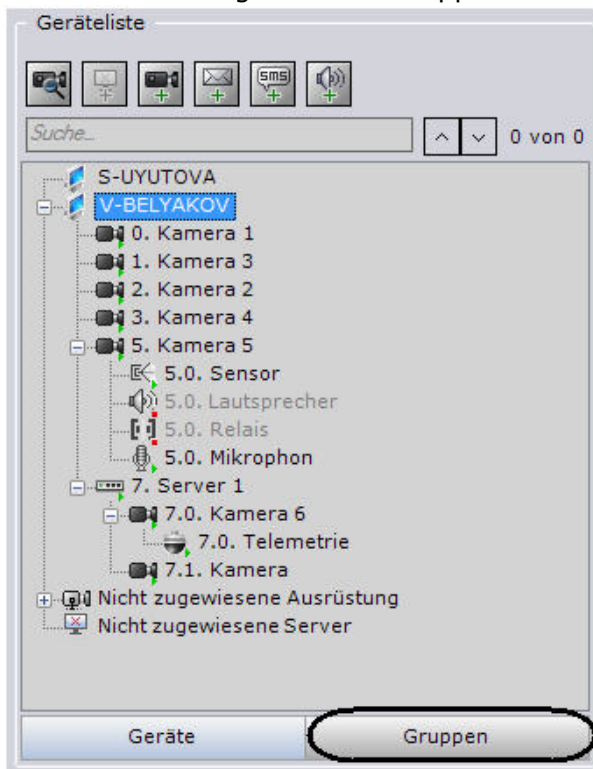 Geräteliste
sms
Suche...
0 von 0
S-UYUTOVA
V-BELYAKOV
0. Kamera 1
1. Kamera 3
2. Kamera 2
3. Kamera 4
5. Kamera 5
5.0. Sensor
5.0. Lautsprecher
5.0. Relais
5.0. Mikrophon
7. Server 1
7.0. Kamera 6
7.0. Telemetrie
7.1. Kamera
Nicht zugewiesene Ausrüstung
Nicht zugewiesene Server
Geräte Gruppen